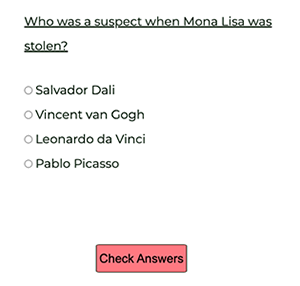 Who was a suspect when Mona Lisa was
stolen?
Salvador Dali
Vincent van Gogh
Leonardo da Vinci
Pablo Picasso
Check Answers